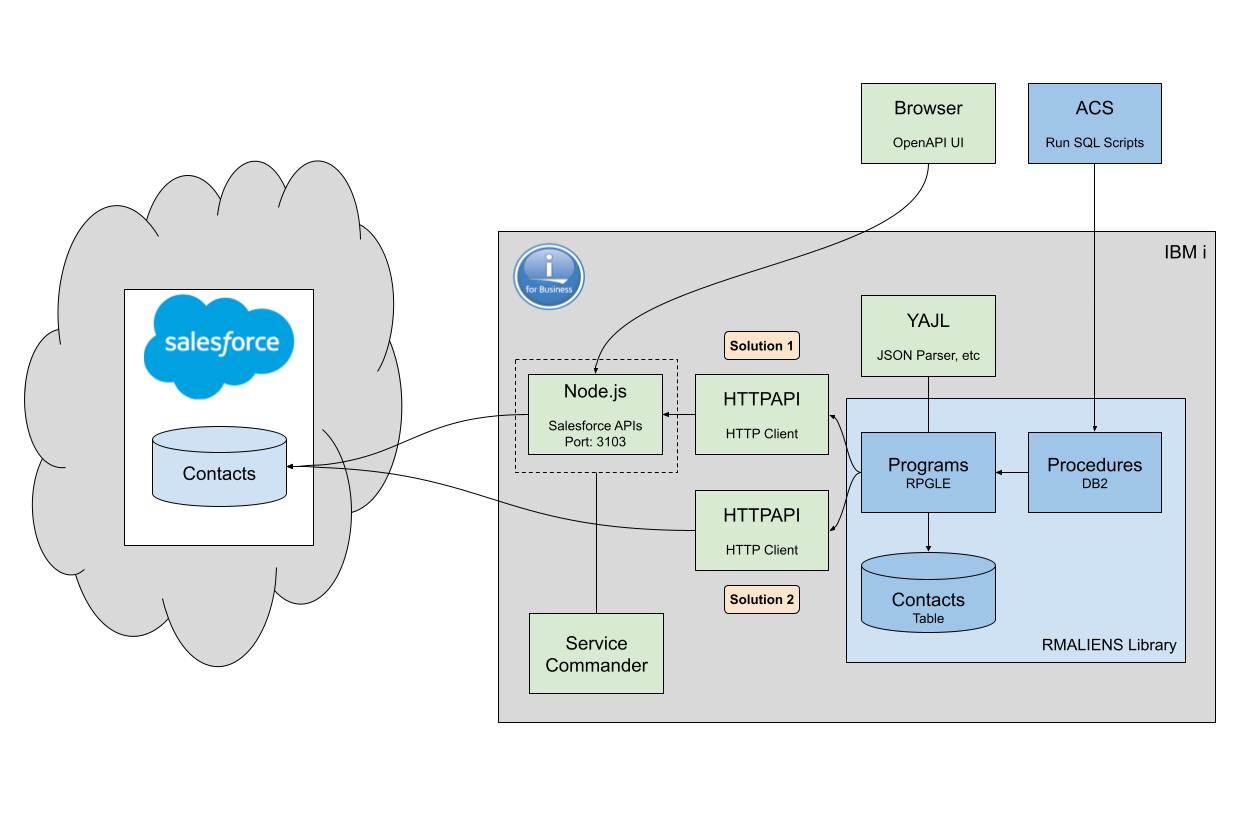 Browser
OpenAPI UI
ACS
Run SQL Scripts
IBM i
i
for Business
salesforce
Contacts
YAJL
JSON Parser, etc
Solution 1
Node.js
Salesforce APIs
Port: 3103
HTTPAPI
HTTP Client
Programs
RPGLE
Procedures
DB2
HTTPAPI
HTTP Client
Solution 2
Contacts
Table
RMALIENS Library
Service
Commander